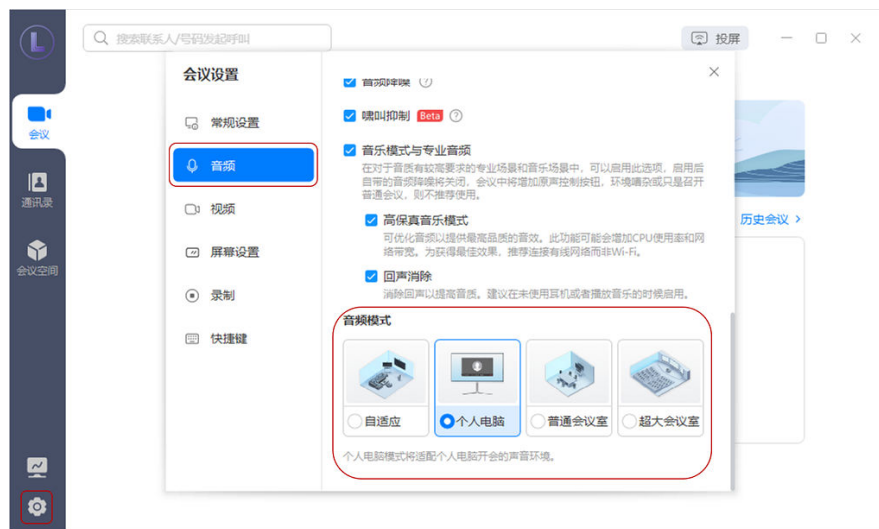 L
搜索联系人/号码发起呼叫
投屏
会议
通讯录
会议空间
历史会议 >
会议设置
常规设置
音频
视频
屏幕设置
录制
快捷键
音频降噪
啸叫抑制 Beta
音乐模式与专业音频
在对于音质有较高要求的专业场景和音乐场景中，可以启用此选项，启用后
自带的音频降噪将关闭，会议中将增加原声控制按钮，环境嘈杂或只是召开
普通会议，则不推荐使用。
高保真音乐模式
可优化音频以提供最高品质的音效。此功能可能会增加CPU使用率和网
络带宽。为获得最佳效果，推荐连接有线网络而非Wi-Fi。
回声消除
消除回声以提高音质。建议在未使用耳机或者播放音乐的时候启用。
音频模式
自适应
个人电脑
普通会议室
超大会议室
个人电脑模式将适配个人电脑开会的声音环境。